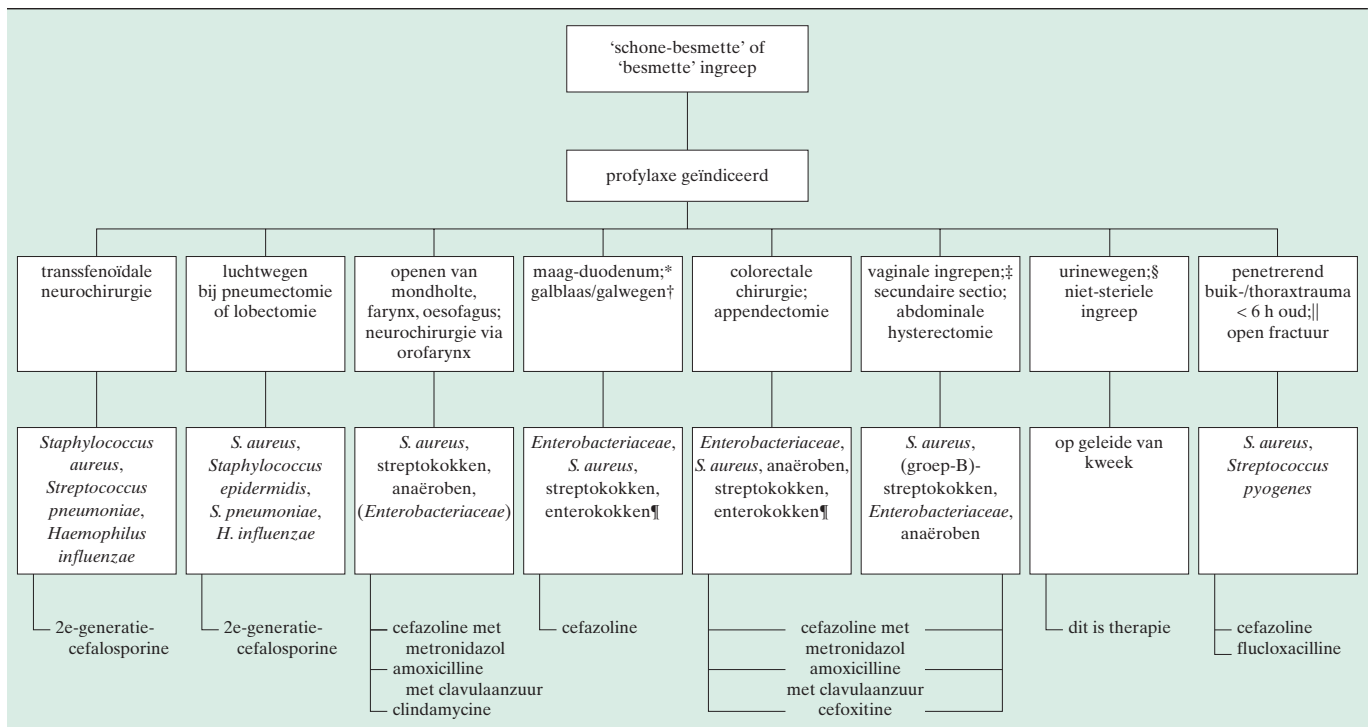 ‘schone-besmette’ of
‘besmette’ ingreep
profylaxe geïndiceerd
transsfenoïdale
neurochirurgie
luchtwegen
bij pneumectomie
of lobectomie
openen van
mondholte,
farynx, oesofagus;
neurochirurgie via
orofarynx
maag-duodenum;*
galblaas/galwegen†
colorectale
chirurgie;
appendectomie
vaginale ingrepen;‡
secundaire sectio;
abdominale
hysterectomie
urinewegen;§
niet-steriele
ingreep
penetrerend
buik-/thoraxtrauma
< 6 h oud;||
open fractuur
Staphylococcus
aureus,
Streptococcus
pneumoniae,
Haemophilus
influenzae
S. aureus,
Staphylococcus
epidermidis,
S. pneumoniae,
H. influenzae
S. aureus,
streptokokken,
anaëroben,
(Enterobacteriaceae)
Enterobacteriaceae,
S. aureus,
streptokokken,
enterokokken¶
Enterobacteriaceae,
S. aureus, anaëroben,
streptokokken,
enterokokken¶
S. aureus,
(groep-B)-
streptokokken,
Enterobacteriaceae,
anaëroben
op geleide van
kweek
S. aureus,
Streptococcus
pyogenes
2e-generatie-
cefalosporine
2e-generatie-
cefalosporine
cefazoline met
metronidazol
amoxicilline
met clavulaanzuur
clindamycine
cefazoline
cefazoline met
metronidazol
amoxicilline
met clavulaanzuur
cefoxitine
dit is therapie
cefazoline
flucloxacilline